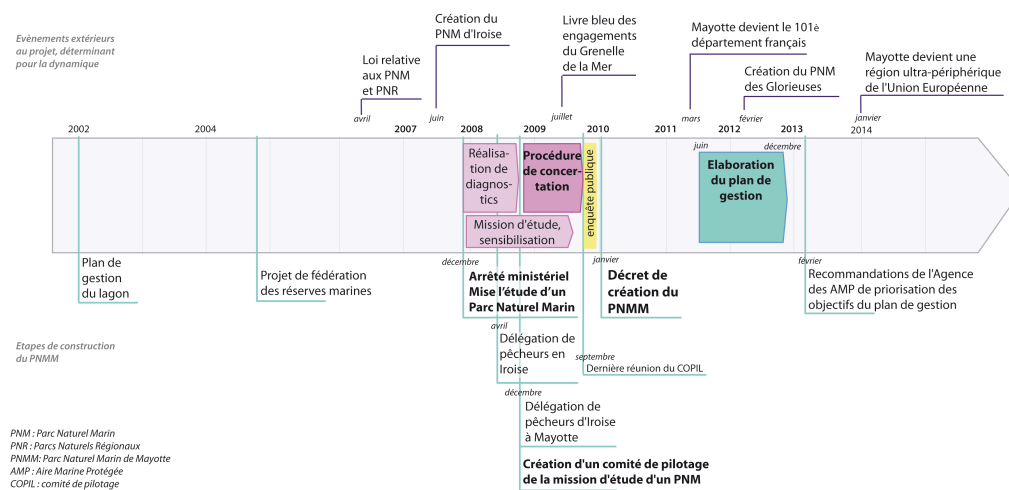 Evènements extérieurs
au projet, déterminant
pour la dynamique
Loi relative
aux PNM
et PNR
avril
Création du
PNM d'Iroise
juin
Livre bleu des
engagements
du Grenelle
de la Mer
juillet
Mayotte devient le 101è
département français
mars
Création du PNM
des Glorieuses
février
Mayotte devient une
région ultra-périphérique
de l'Union Européenne
janvier
2002
2004
2007
2008
2009
2010
2011
2012
2013
2014
Réalisa-
tion de
diagnos-
tics
Procédure
de concer-
tation
enquête publique
Mission d'étude,
sensibilisation
juin
décembre
Elaboration
du plan de
gestion
Plan de
gestion
du lagon
Projet de fédération
des réserves marines
décembre
Arrêté ministériel
Mise l'étude d'un
Parc Naturel Marin
janvier
Décret de
création du
PNMM
février
Recommandations de l'Agence
des AMP de priorisation des
objectifs du plan de gestion
Etapes de construction
du PNMM
avril
Délégation de
pêcheurs en
Iroise
septembre
Dernière réunion du COPIL
décembre
Délégation de
pêcheurs d'Iroise
à Mayotte
Création d'un comité de pilotage
de la mission d'étude d'un PNM
PNM : Parc Naturel Marin
PNR : Parcs Naturels Régionaux
PNMM: Parc Naturel Marin de Mayotte
AMP : Aire Marine Protégée
COPIL : comité de pilotage